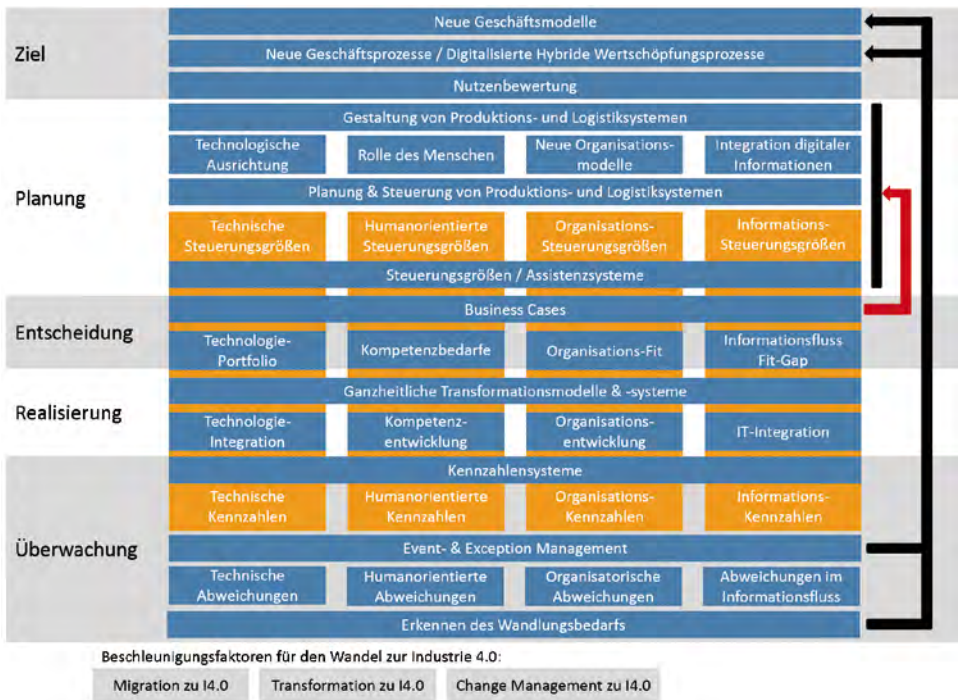 Ziel
Neue Geschäftsmodelle
Neue Geschäftsprozesse / Digitalisierte Hybride Wertschöpfungsprozesse
Nutzenbewertung
Planung
Gestaltung von Produktions- und Logistiksystemen
Technologische
Ausrichtung
Rolle des Menschen
Neue Organisations-
modelle
Integration digitaler
Informationen
Planung & Steuerung von Produktions- und Logistiksystemen
Technische
Steuerungsgrößen
Humanorientierte
Steuerungsgrößen
Organisations-
Steuerungsgrößen
Informations-
Steuerungsgrößen
Steuerungsgrößen / Assistenzsysteme
Entscheidung
Business Cases
Technologie-
Portfolio
Kompetenzbedarfe
Organisations-Fit
Informationsfluss
Fit-Gap
Realisierung
Ganzheitliche Transformationsmodelle & -systeme
Technologie-
Integration
Kompetenz-
entwicklung
Organisations-
entwicklung
IT-Integration
Überwachung
Kennzahlensysteme
Technische
Kennzahlen
Humanorientierte
Kennzahlen
Organisations-
Kennzahlen
Informations-
Kennzahlen
Event- & Exception Management
Technische
Abweichungen
Humanorientierte
Abweichungen
Organisatorische
Abweichungen
Abweichungen im
Informationsfluss
Erkennen des Wandlungsbedarfs
Beschleunigungsfaktoren für den Wandel zur Industrie 4.0:
Migration zu I4.0
Transformation zu I4.0
Change Management zu I4.0